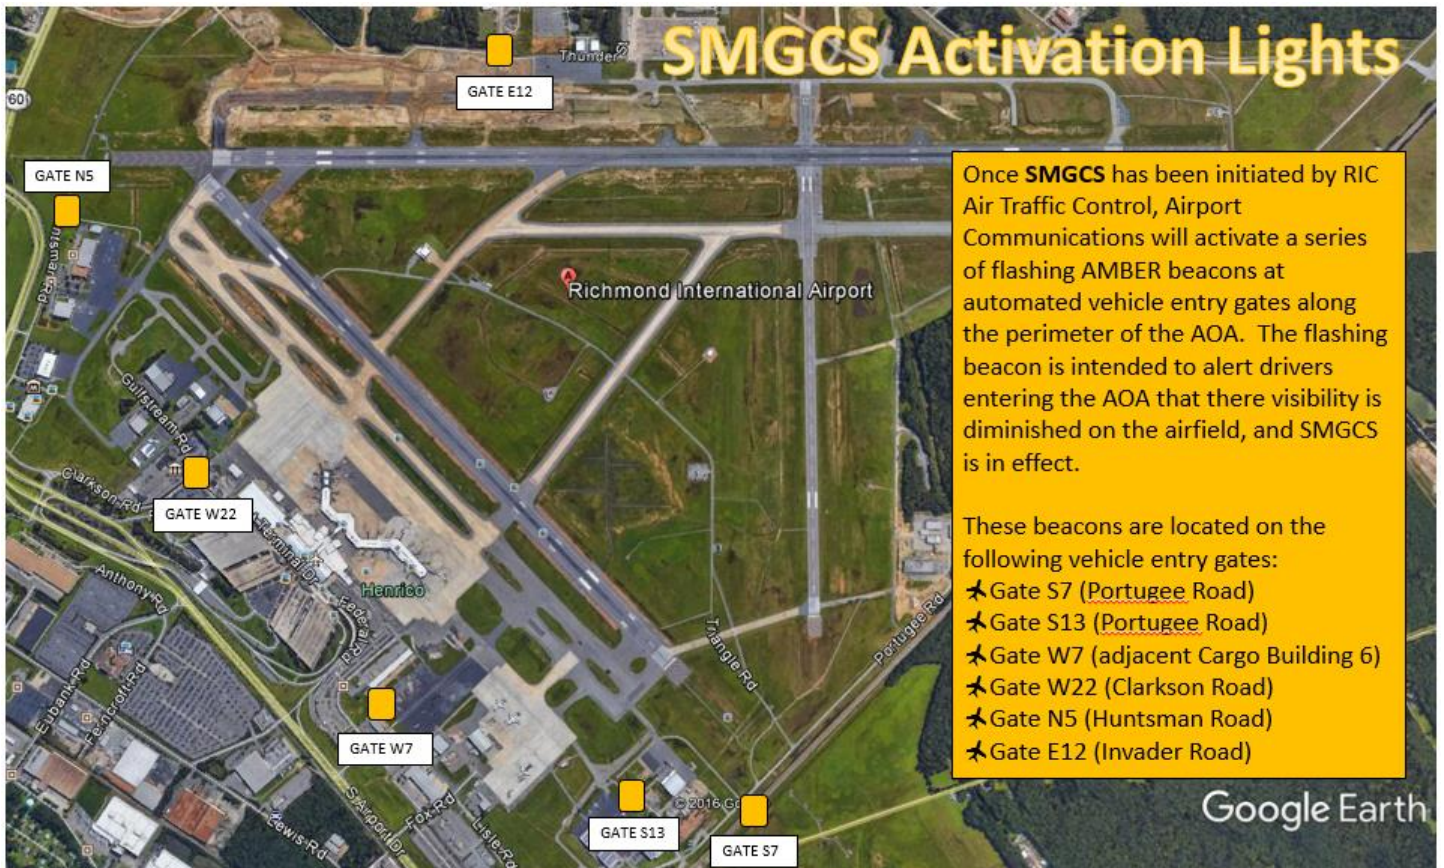 SMGCS Activation Lights
Thunder
GATE E12
60
GATE N5
Once SMGCS has been initiated by RIC
Air Traffic Control, Airport
Communications will activate a series
of flashing AMBER beacons at
automated vehicle entry gates along
the perimeter of the AOA. The flashing
beacon is intended to alert drivers
entering the AOA that there visibility is
diminished on the airfield, and SMGCS
is in effect.
These beacons are located on the
following vehicle entry gates:
Gate S7 (Portugee Road)
Gate S13 (Portugee Road)
Gate W7 (adjacent Cargo Building 6)
Gate W22 (Clarkson Road)
Gate N5 (Huntsman Road)
Gate E12 (Invader Road)
ntsman Rd
A
Richmond International Airport
Gulfstream Rd
Clarkson Rd
GATE W22
Terminal Dr
Anthony Rd
Henrico
Federal Rd
Eubank Rd
Ferncroft Rd
Triangle Rd
Portugee Rd
GATE W7
S Airport Dr
Fox Rd
Lewis Rd
Lisle Rd
© 2016 Go
GATE S13
GATE S7
Google Earth